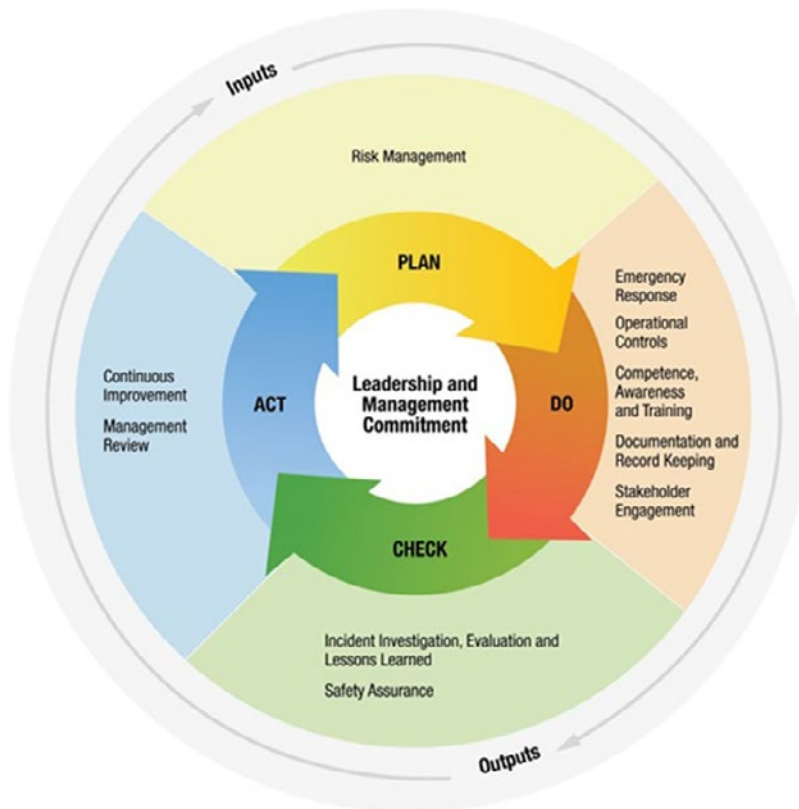 Inputs
Risk Management
PLAN
Emergency
Response
Operational
Controls
Competence,
Awareness
and Training
Documentation and
Record Keeping
Stakeholder
Engagement
DO
Leadership and
Management
Commitment
ACT
Continuous
Improvement
Management
Review
CHECK
Incident Investigation, Evaluation and
Lessons Learned
Safety Assurance
Outputs